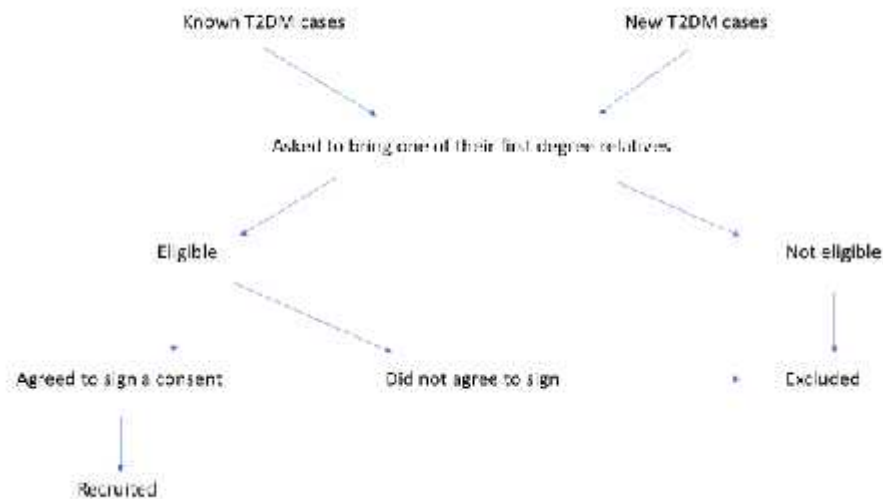 Known T2DM cases
New T2DM cases
Asked to bring one of their first degree relatives
Eligible
Not eligible
Agreed to sign a consent
Did not agree to sign
Excluded
Recruited